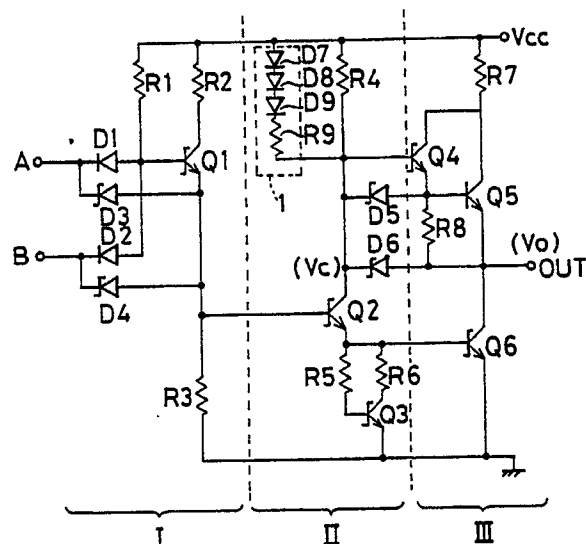 Vcc
D7
D8
D9
R9
1
R1
R2
R4
R7
D1
A
Q1
Q4
D3
D2
D5
Q5
R8
D6
B
(Vc)
(Vo)
OUT
D4
Q2
Q6
R5
R6
R3
Q3
I
II
III